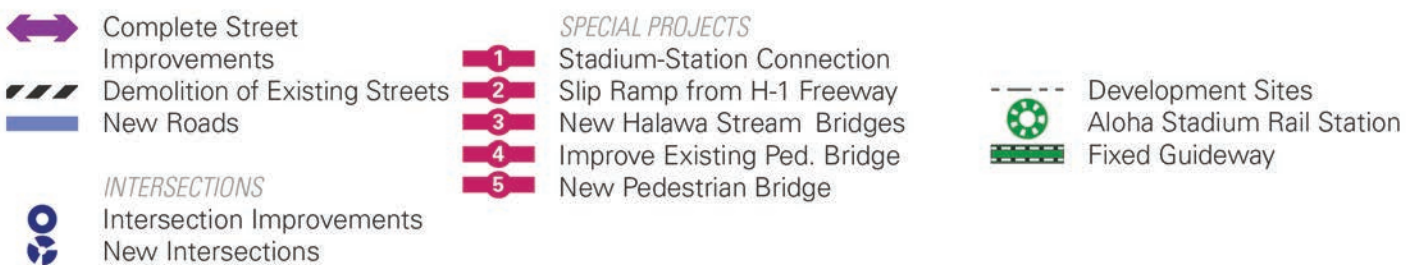 Complete Street
Improvements
Demolition of Existing Streets
New Roads
INTERSECTIONS
Intersection Improvements
New Intersections
SPECIAL PROJECTS
1 Stadium-Station Connection
2 Slip Ramp from H-1 Freeway
3 New Halawa Stream Bridges
4 Improve Existing Ped. Bridge
5 New Pedestrian Bridge
Development Sites
Aloha Stadium Rail Station
Fixed Guideway